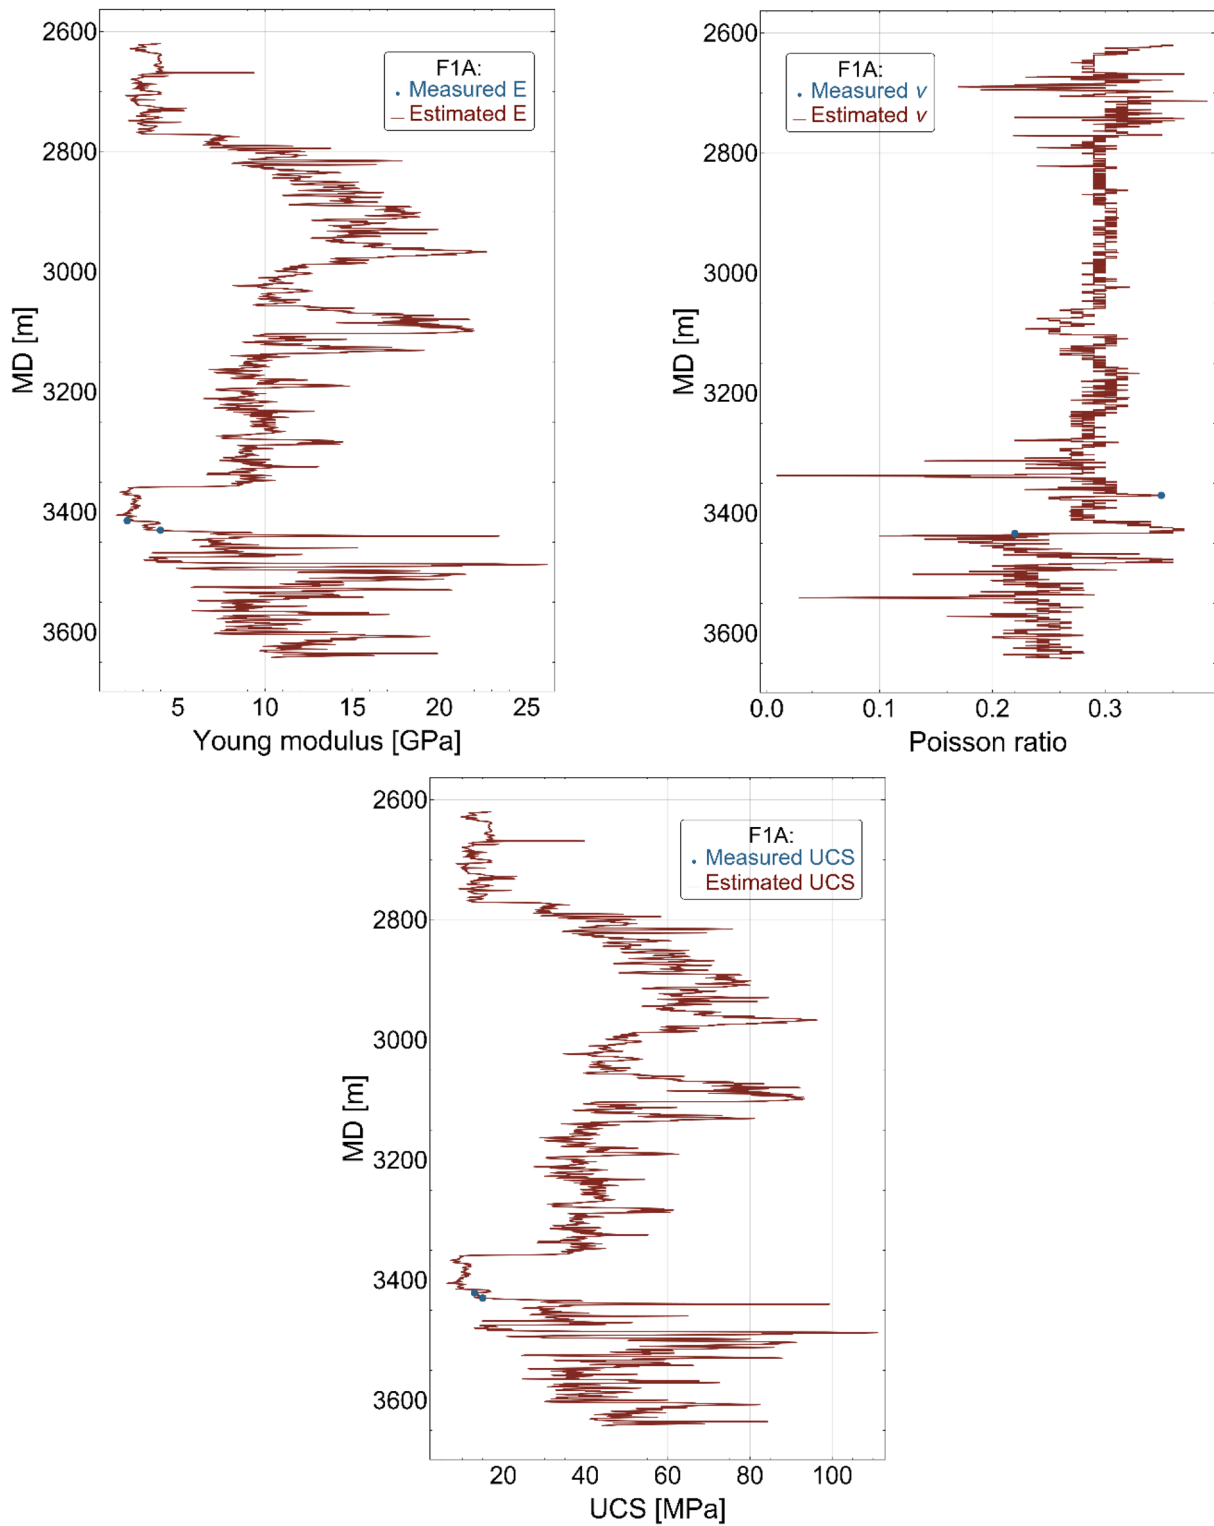 2600
2800
3000
3200
3400
3600
MD [m]
F1A:
Measured E
Estimated E
5 10 15 20 25
Young modulus [GPa]
2600
2800
3000
3200
3400
3600
MD [m]
F1A:
Measured v
Estimated v
0.0 0.1 0.2 0.3
Poisson ratio
2600
2800
3000
3200
3400
3600
MD [m]
F1A:
Measured UCS
Estimated UCS
20 40 60 80 100
UCS [MPa]